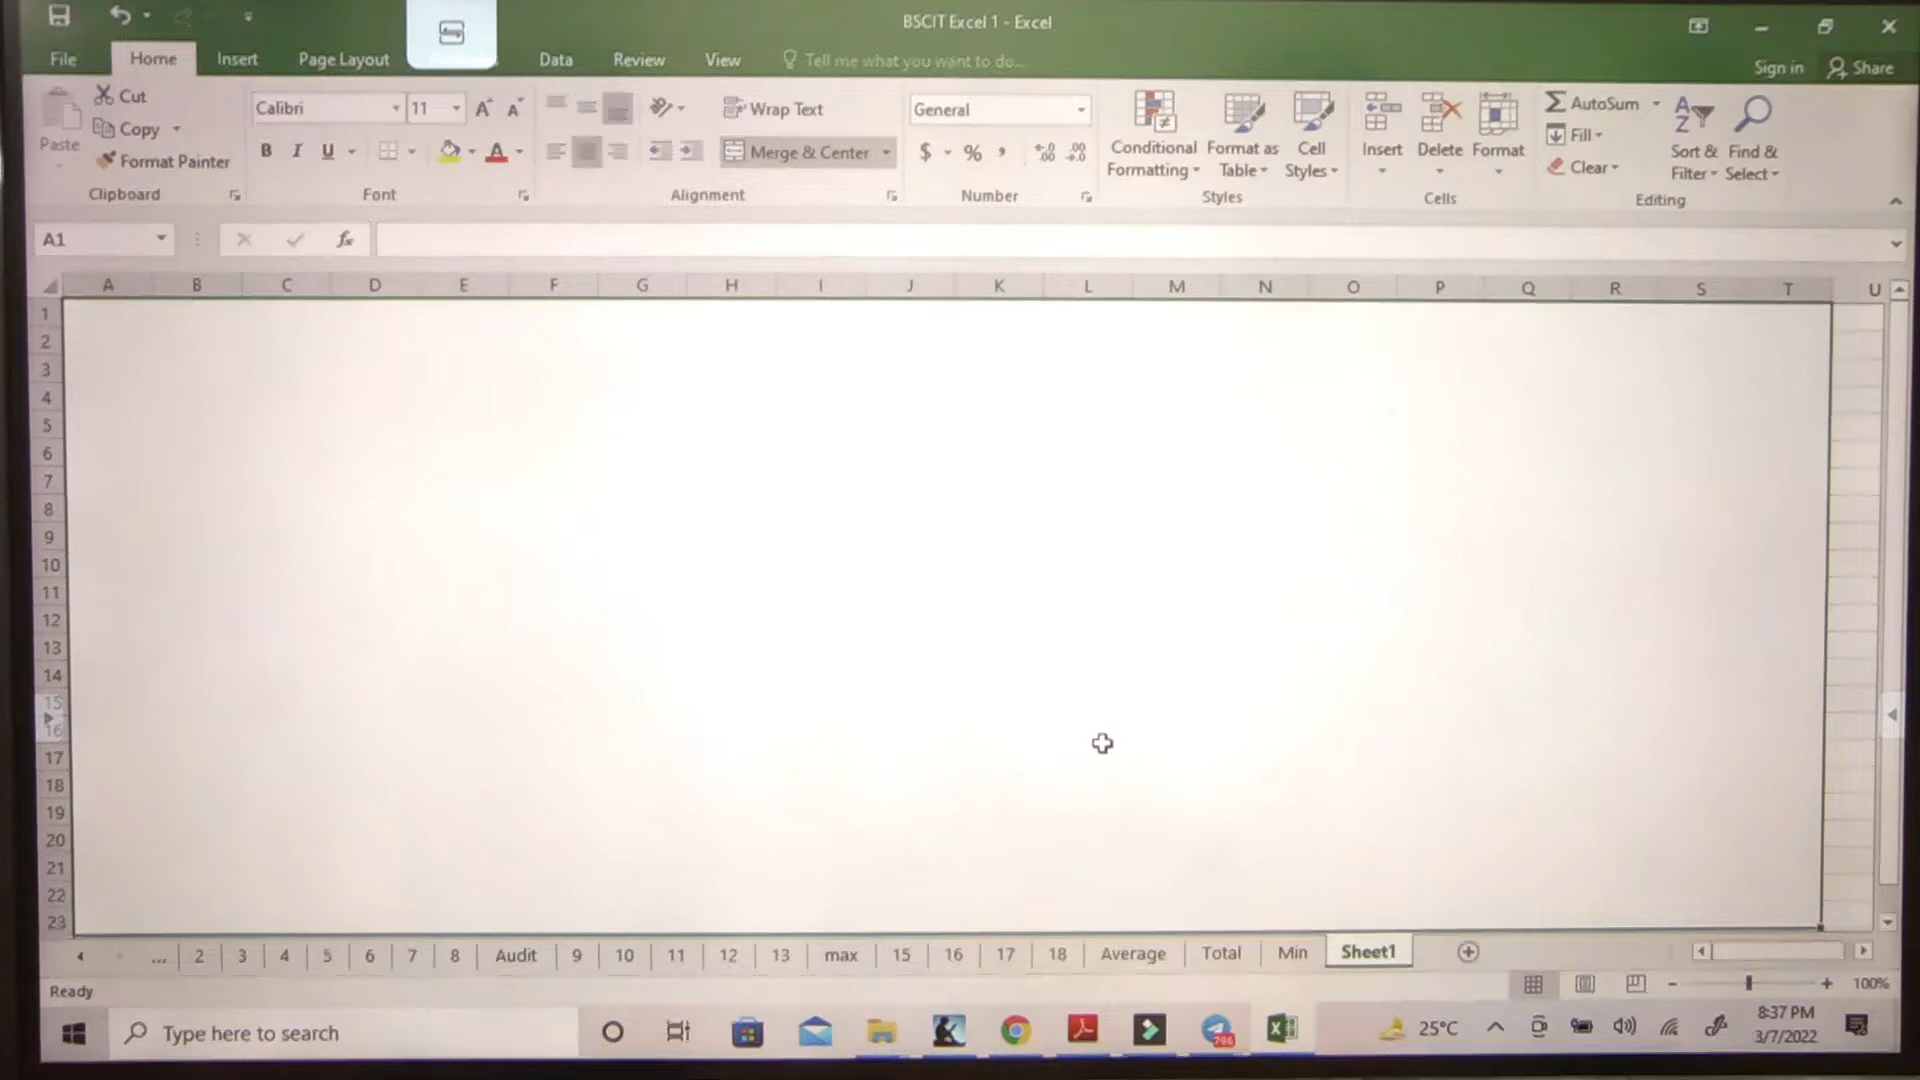 BSCIT Excel 1 - Excel
File Home Insert Page Layout Data Review View Tell me what you want to do... Sign in Share
Paste
Cut
Copy
Format Painter
Clipboard
Calibri 11
B I U
Font
Wrap Text
Merge & Center
Alignment
General
$ % ,
Number
Conditional Formatting
Format as Table
Cell Styles
Styles
Insert Delete Format
Cells
AutoSum
Fill
Clear
Sort & Filter
Find & Select
Editing
A1 fx
A B C D E F G H I J K L M N O P Q R S T U
1
2
3
4
5
6
7
8
9
10
11
12
13
14
15
16
17
18
19
20
21
22
23
... 2 3 4 5 6 7 8 Audit 9 10 11 12 13 max 15 16 17 18 Average Total Min Sheet1
Ready 100%
Type here to search 796 25°C 8:37 PM
3/7/2022